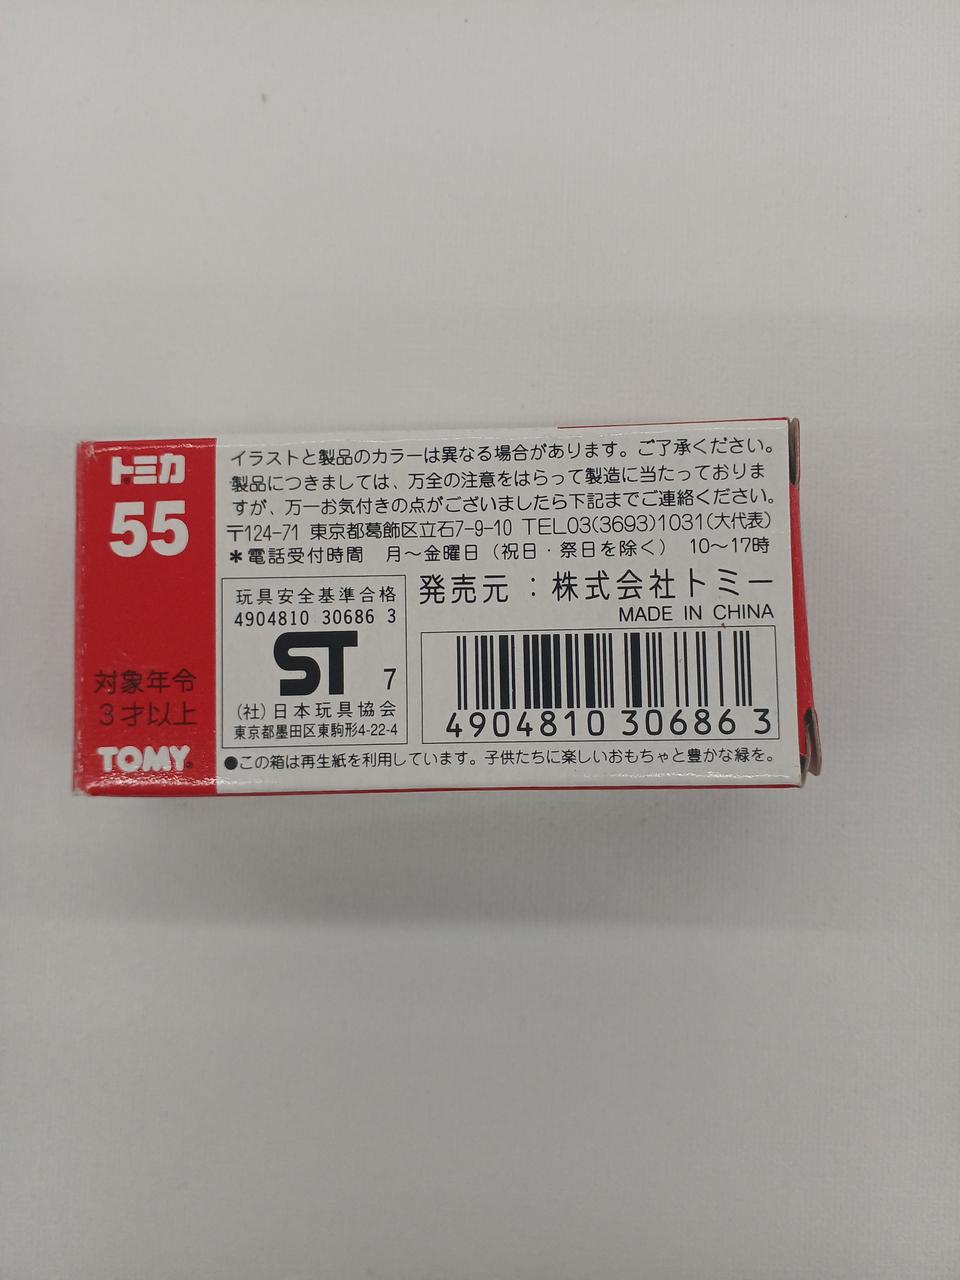 トミカ
55
対象年令
3才以上
TOMY
イラストと製品のカラーは異なる場合があります。ご了承ください。
製品につきましては、万全の注意をはらって製造に当たっておりま
すが、万一お気付きの点がございましたら下記までご連絡ください。
〒124-71 東京都葛飾区立石7-9-10 TEL03(3693)1031(大代表)
＊電話受付時間 月〜金曜日（祝日・祭日を除く） 10〜17時
玩具安全基準合格
4904810 30686 3
ST 7
(社)日本玩具協会
東京都墨田区東駒形4-22-4
発売元：株式会社トミー
MADE IN CHINA
4904810306863
●この箱は再生紙を利用しています。子供たちに楽しいおもちゃと豊かな緑を。